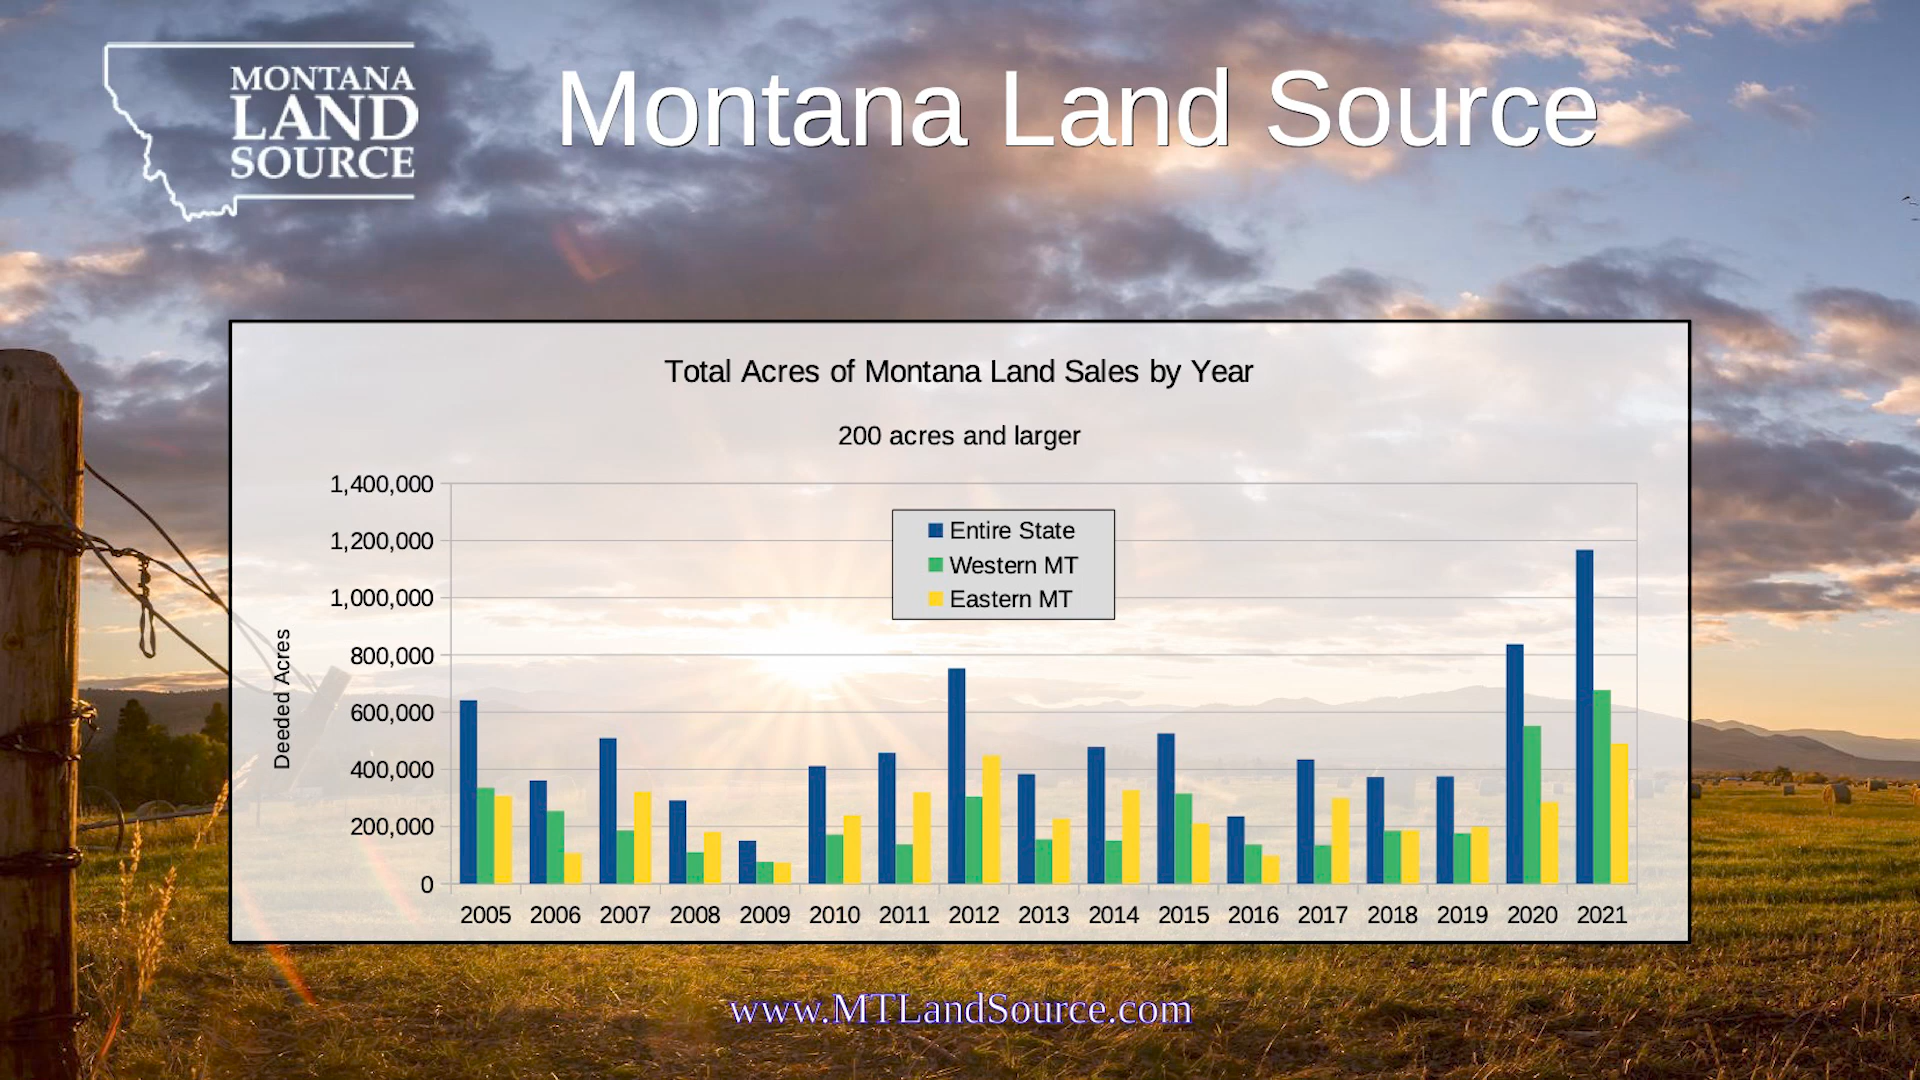 MONTANA
LAND
SOURCE
Montana Land Source
Total Acres of Montana Land Sales by Year
200 acres and larger
1,400,000
1,200,000
1,000,000
800,000
600,000
400,000
200,000
0
Deeded Acres
Entire State
Western MT
Eastern MT
2005 2006 2007 2008 2009 2010 2011 2012 2013 2014 2015 2016 2017 2018 2019 2020 2021
www.MTLandSource.com